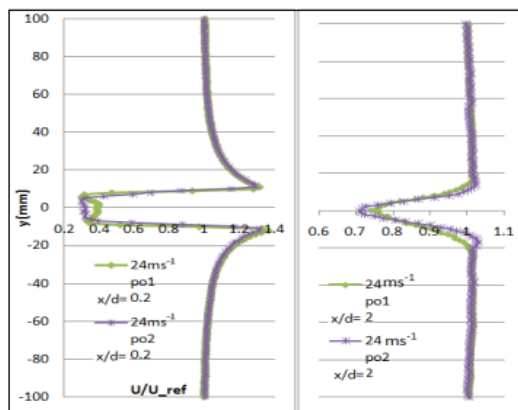 100
80
60
40
20
0
-20
-40
-60
-80
-100
y(mm)
0.2 0.4 0.6 0.8 1 1.2 1.4
24ms⁻¹
po1
x/d= 0.2
24ms⁻¹
po2
x/d= 0.2
U/U_ref
0.6 0.7 0.8 0.9 1 1.1
24 ms⁻¹
po1
x/d= 2
24 ms⁻¹
po2
x/d= 2